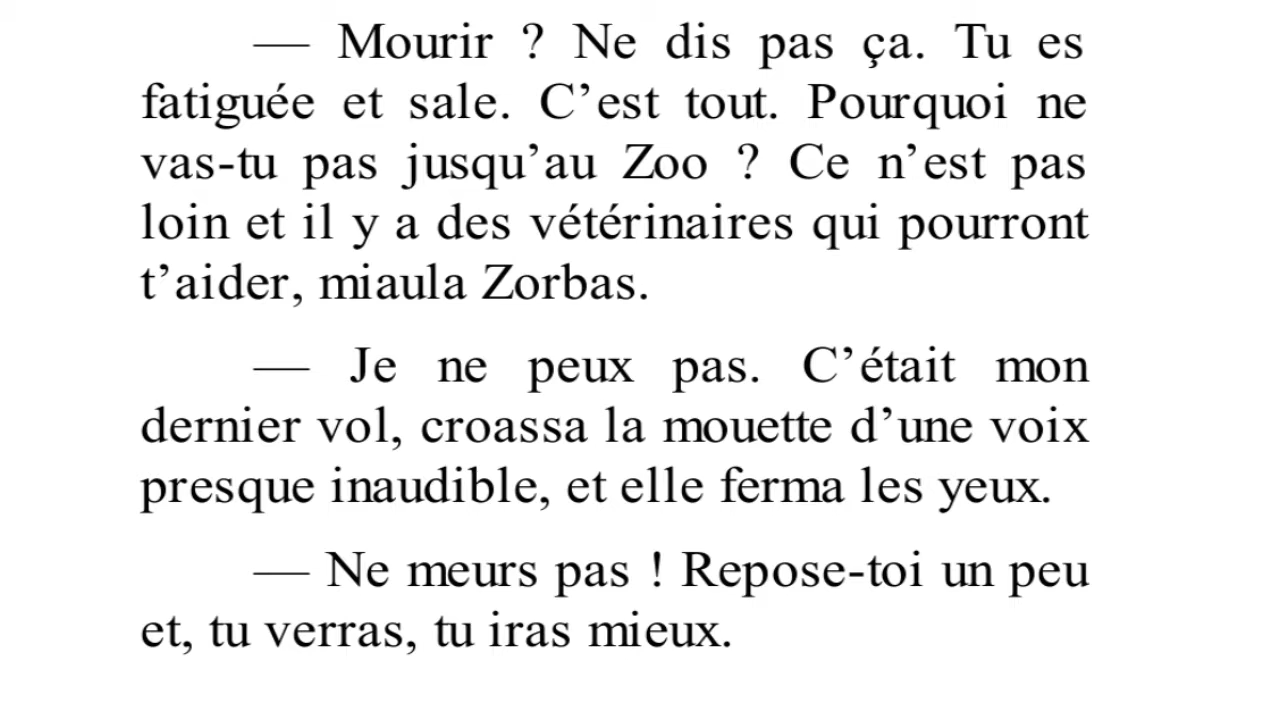 — Mourir ? Ne dis pas ça. Tu es
fatiguée et sale. C’est tout. Pourquoi ne
vas-tu pas jusqu’au Zoo ? Ce n’est pas
loin et il y a des vétérinaires qui pourront
t’aider, miaula Zorbas.
— Je ne peux pas. C’était mon
dernier vol, croassa la mouette d’une voix
presque inaudible, et elle ferma les yeux.
— Ne meurs pas ! Repose-toi un peu
et, tu verras, tu iras mieux.